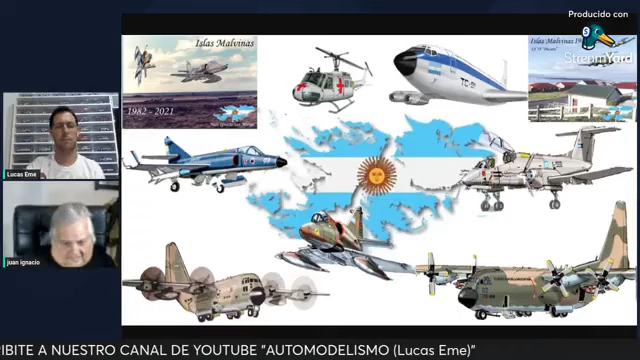 Producido con
StreamYard
Islas Malvinas
1982 - 2021
Islas Malvinas
TC-91
Lucas Eme
juan ignacio
RIBITE A NUESTRO CANAL DE YOUTUBE "AUTOMODELISMO (Lucas Eme)"